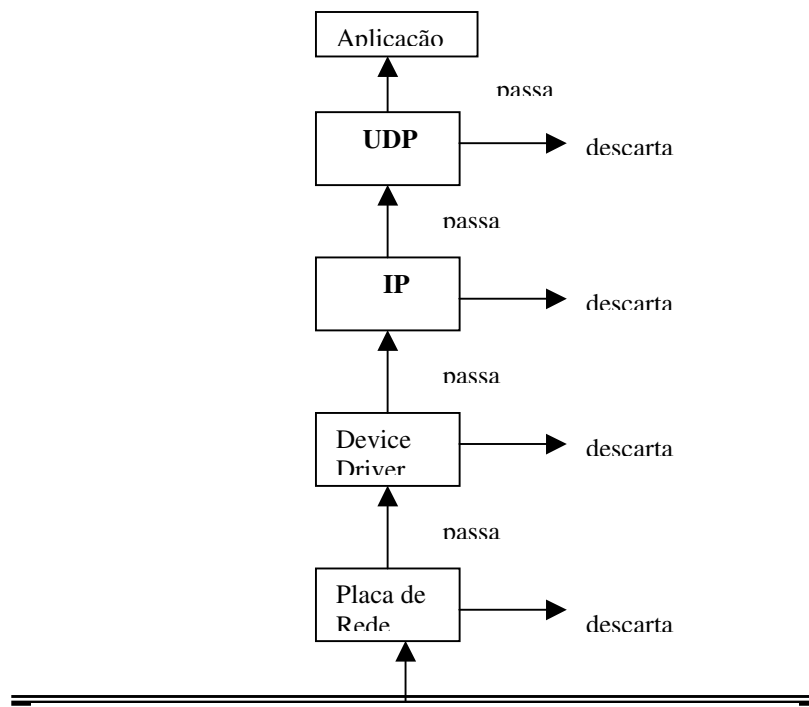 Aplicação
passa
UDP
descarta
passa
IP
descarta
passa
Device
Driver
descarta
passa
Placa de
Rede
descarta